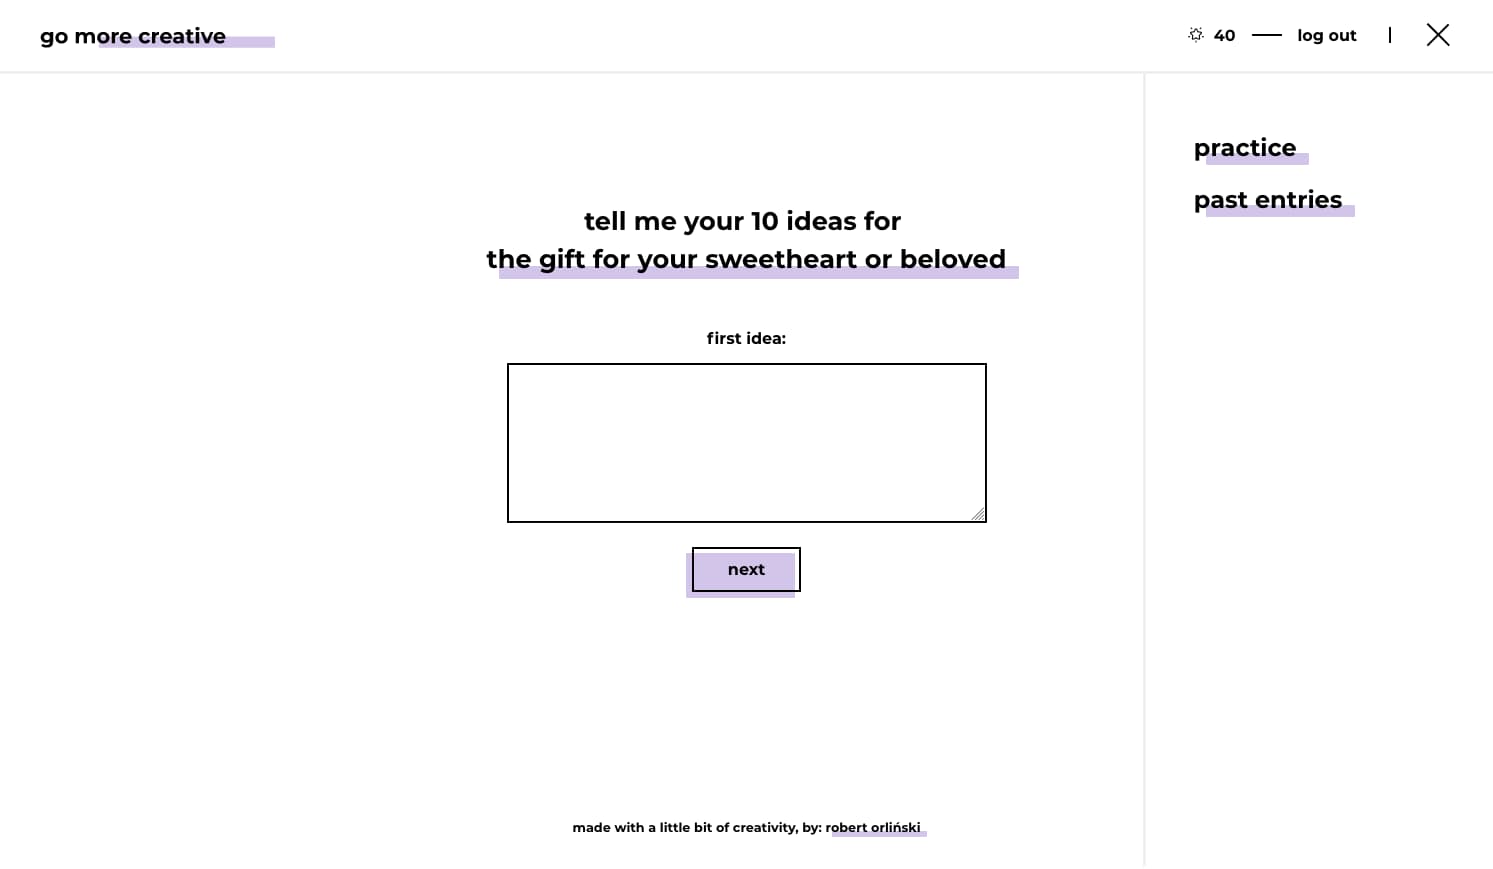 go more creative
40
log out
practice
past entries
tell me your 10 ideas for
the gift for your sweetheart or beloved
first idea:
next
made with a little bit of creativity, by: robert orliński